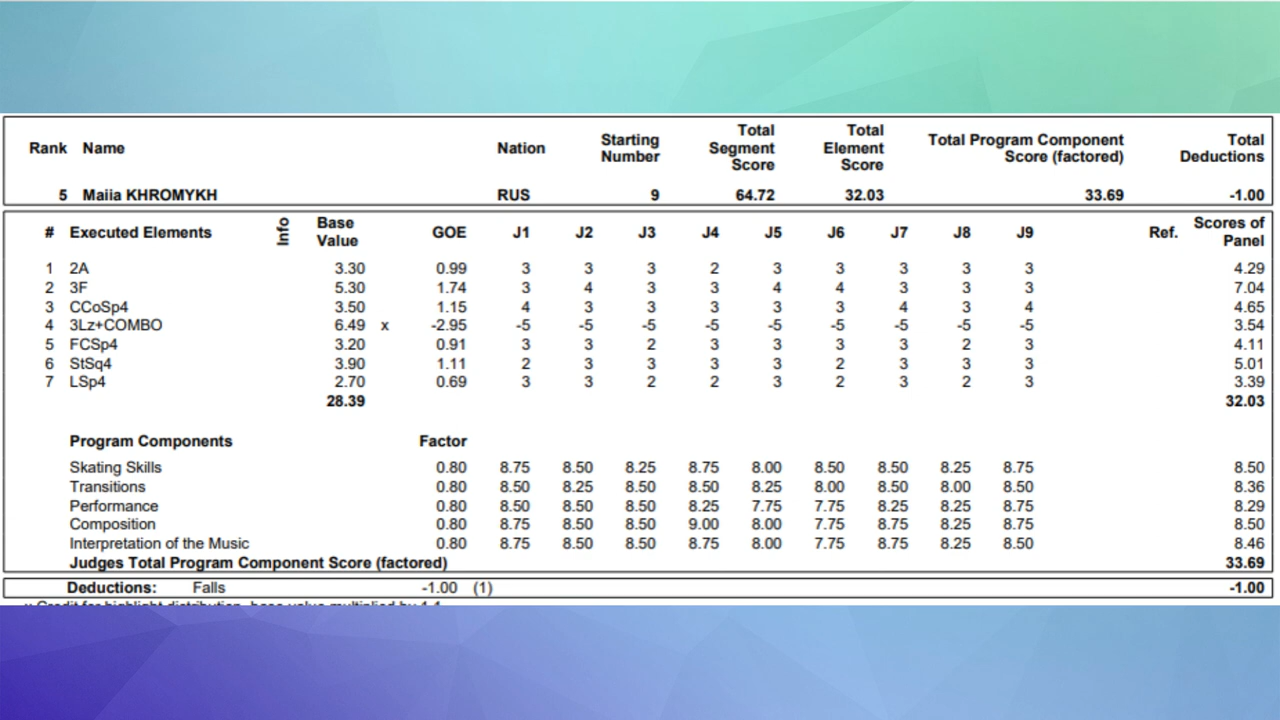 Rank Name Nation Starting Number Total Segment Score Total Element Score Total Program Component Score (factored) Total Deductions
5 Maiia KHROMYKH RUS 9 64.72 32.03 33.69 -1.00
# Executed Elements Info Base Value GOE J1 J2 J3 J4 J5 J6 J7 J8 J9 Ref. Scores of Panel
1 2A 3.30 0.99 3 3 3 2 3 3 3 3 3 4.29
2 3F 5.30 1.74 3 4 3 3 4 4 3 3 3 7.04
3 CCoSp4 3.50 1.15 4 3 3 3 3 3 4 3 4 4.65
4 3Lz+COMBO 6.49 x -2.95 -5 -5 -5 -5 -5 -5 -5 -5 -5 3.54
5 FCSp4 3.20 0.91 3 3 2 3 3 3 3 2 3 4.11
6 StSq4 3.90 1.11 2 3 3 3 3 2 3 3 3 5.01
7 LSp4 2.70 0.69 3 3 2 2 3 2 3 2 3 3.39
28.39 32.03
Program Components Factor
Skating Skills 0.80 8.75 8.50 8.25 8.75 8.00 8.50 8.50 8.25 8.75 8.50
Transitions 0.80 8.50 8.25 8.50 8.50 8.25 8.00 8.50 8.00 8.50 8.36
Performance 0.80 8.50 8.50 8.50 8.25 7.75 7.75 8.25 8.25 8.75 8.29
Composition 0.80 8.75 8.50 8.50 9.00 8.00 7.75 8.75 8.25 8.75 8.50
Interpretation of the Music 0.80 8.75 8.50 8.50 8.75 8.00 7.75 8.75 8.25 8.50 8.46
Judges Total Program Component Score (factored) 33.69
Deductions: Falls -1.00 (1) -1.00
x Credit for highlight distribution, base value multiplied by 1.1